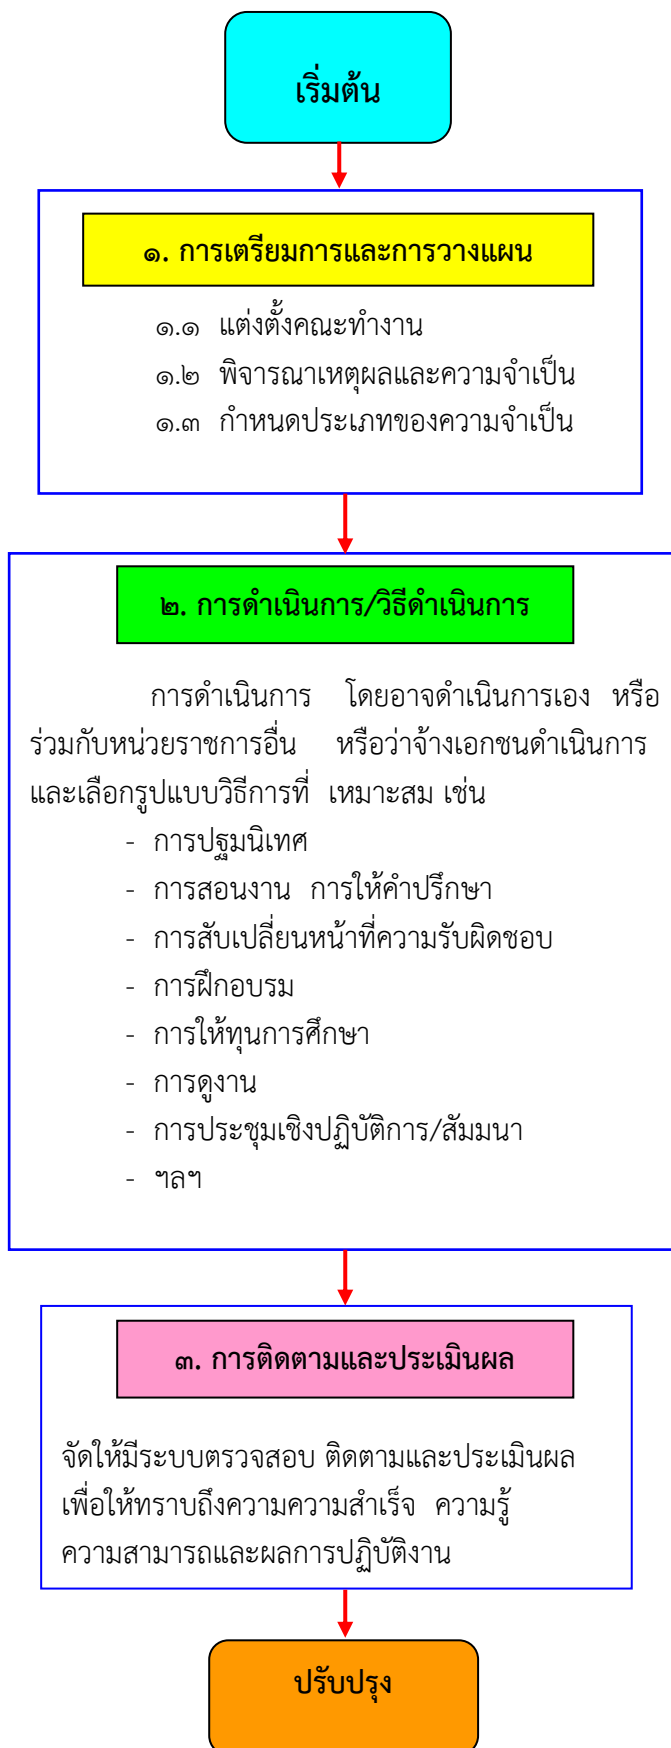 เริ่มต้น
๑. การเตรียมการและการวางแผน
๑.๑ แต่งตั้งคณะทำงาน
๑.๒ พิจารณาเหตุผลและความจำเป็น
๑.๓ กำหนดประเภทของความจำเป็น
๒. การดำเนินการ/วิธีดำเนินการ
การดำเนินการ โดยอาจดำเนินการเอง หรือ
ร่วมกับหน่วยราชการอื่น หรือว่าจ้างเอกชนดำเนินการ
และเลือกรูปแบบวิธีการที่ เหมาะสม เช่น
- การปฐมนิเทศ
- การสอนงาน การให้คำปรึกษา
- การสับเปลี่ยนหน้าที่ความรับผิดชอบ
- การฝึกอบรม
- การให้ทุนการศึกษา
- การดูงาน
- การประชุมเชิงปฏิบัติการ/สัมมนา
- ฯลฯ
๓. การติดตามและประเมินผล
จัดให้มีระบบตรวจสอบ ติดตามและประเมินผล
เพื่อให้ทราบถึงความความสำเร็จ ความรู้
ความสามารถและผลการปฏิบัติงาน
ปรับปรุง